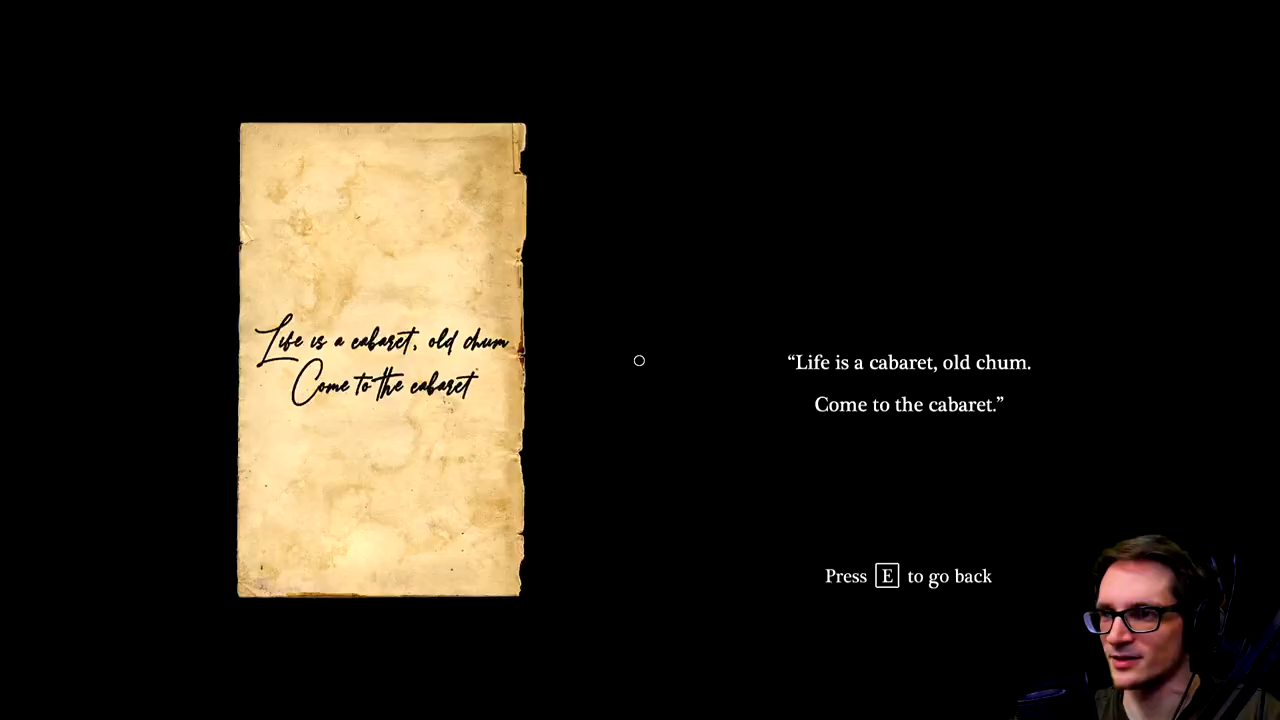 Life is a cabaret, old chum
Come to the cabaret
“Life is a cabaret, old chum.
Come to the cabaret.”
Press E to go back